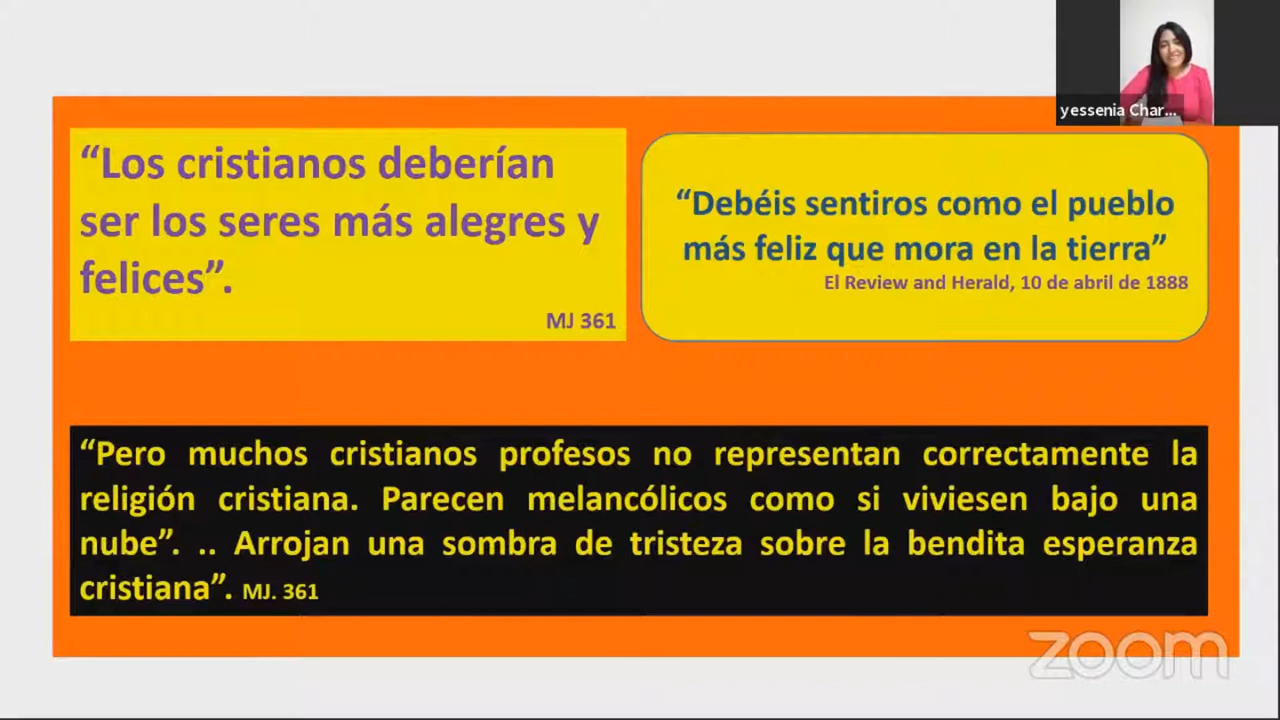 yessenia Char...
“Los cristianos deberían
ser los seres más alegres y
felices”.
MJ 361
“Debéis sentiros como el pueblo
más feliz que mora en la tierra”
El Review and Herald, 10 de abril de 1888
“Pero muchos cristianos profesos no representan correctamente la
religión cristiana. Parecen melancólicos como si viviesen bajo una
nube”. .. Arrojan una sombra de tristeza sobre la bendita esperanza
cristiana”. MJ. 361
zoom